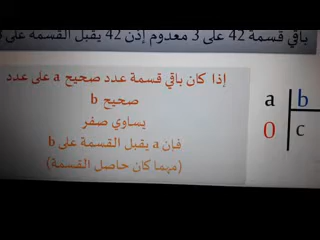 باقي قسمة 42 على 3 معدوم إذن 42 يقبل القسمة على 3
إذا كان باقي قسمة عدد صحيح a على عدد
صحيح b
يساوي صفر
فإن a يقبل القسمة على b
(مهما كان حاصل القسمة)
a b
0 c